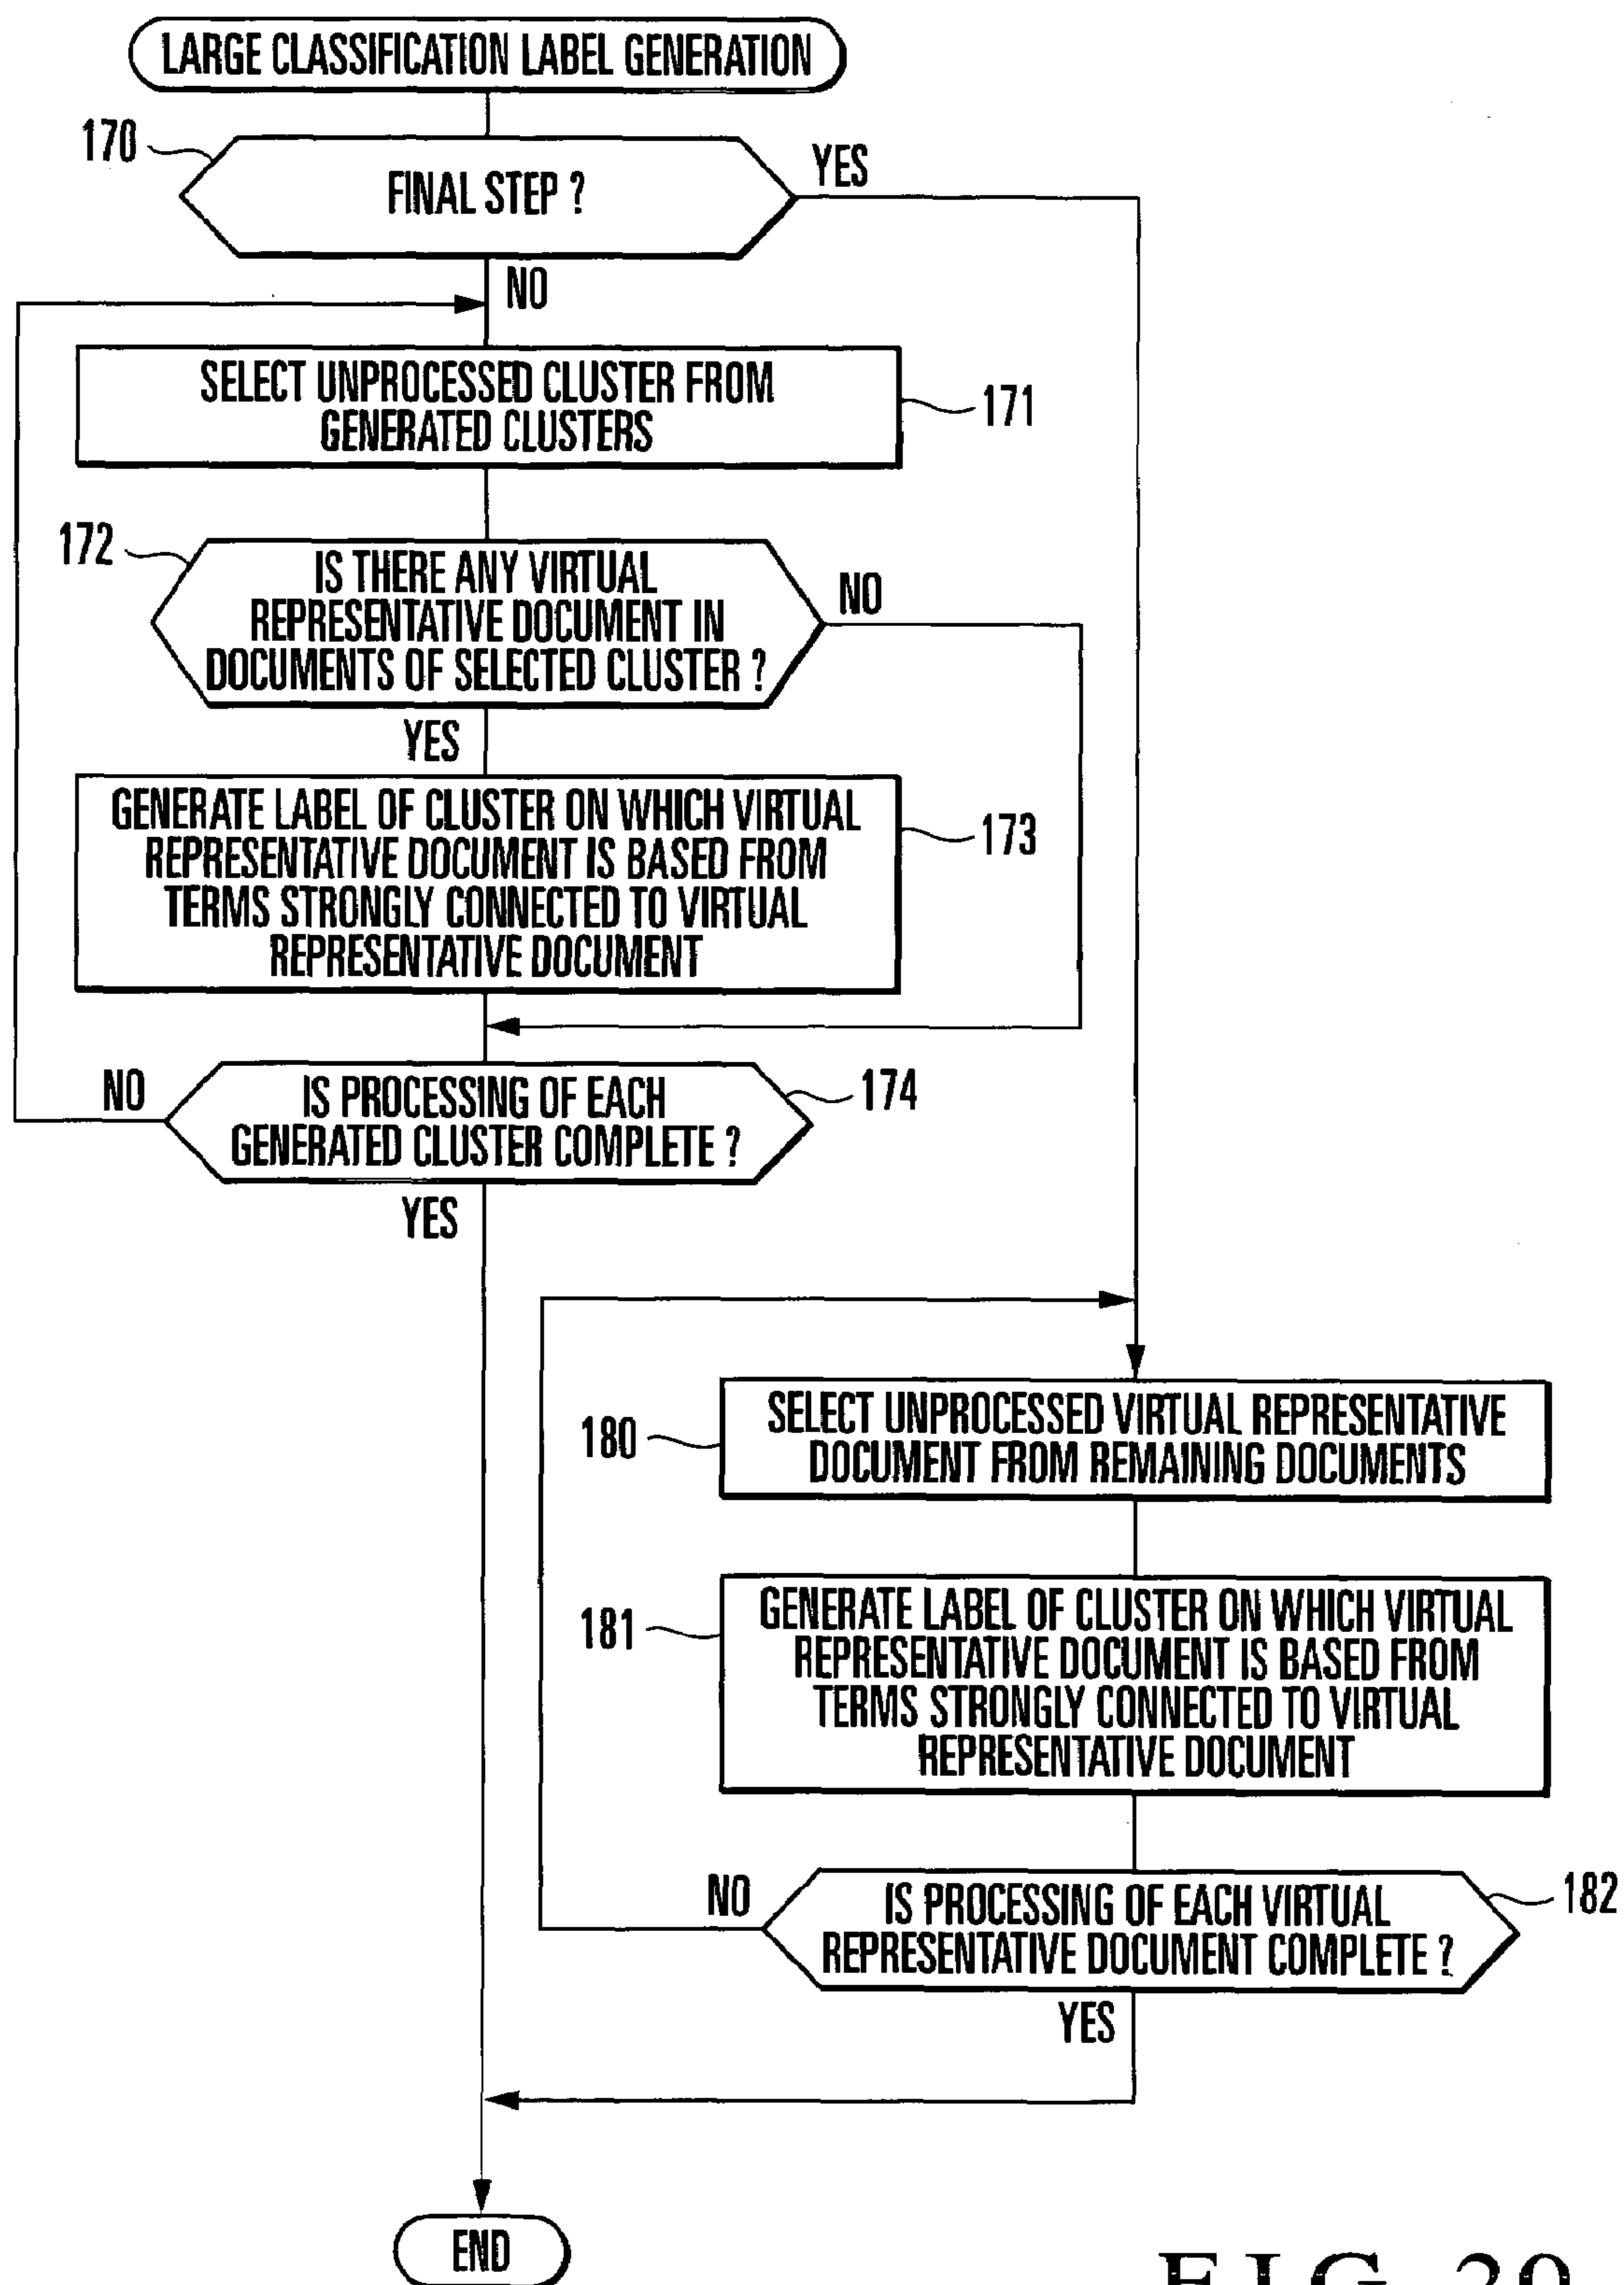 LARGE CLASSIFICATION LABEL GENERATION
170
FINAL STEP ?
YES
NO
SELECT UNPROCESSED CLUSTER FROM
GENERATED CLUSTERS
171
172
IS THERE ANY VIRTUAL
REPRESENTATIVE DOCUMENT IN
DOCUMENTS OF SELECTED CLUSTER ?
NO
YES
GENERATE LABEL OF CLUSTER ON WHICH VIRTUAL
REPRESENTATIVE DOCUMENT IS BASED FROM
TERMS STRONGLY CONNECTED TO VIRTUAL
REPRESENTATIVE DOCUMENT
173
NO
IS PROCESSING OF EACH
GENERATED CLUSTER COMPLETE ?
174
YES
SELECT UNPROCESSED VIRTUAL REPRESENTATIVE
DOCUMENT FROM REMAINING DOCUMENTS
180
GENERATE LABEL OF CLUSTER ON WHICH VIRTUAL
REPRESENTATIVE DOCUMENT IS BASED FROM
TERMS STRONGLY CONNECTED TO VIRTUAL
REPRESENTATIVE DOCUMENT
181
NO
IS PROCESSING OF EACH VIRTUAL
REPRESENTATIVE DOCUMENT COMPLETE ?
182
YES
END